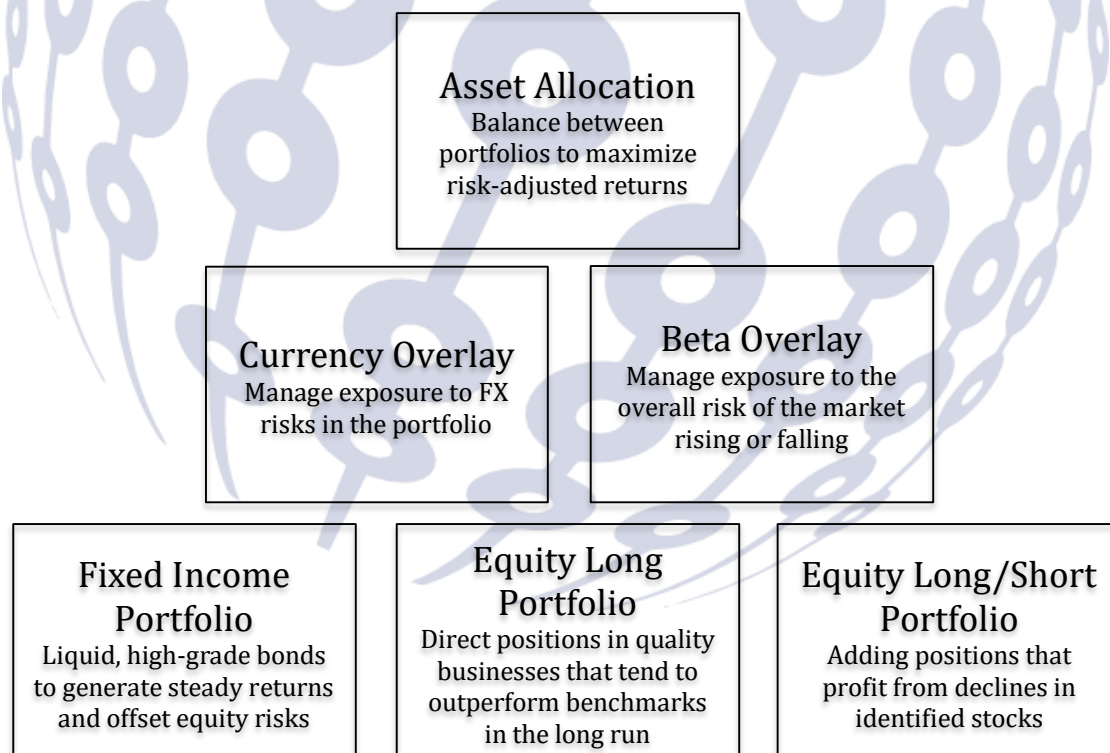 Asset Allocation
Balance between
portfolios to maximize
risk-adjusted returns
Currency Overlay
Manage exposure to FX
risks in the portfolio
Beta Overlay
Manage exposure to the
overall risk of the market
rising or falling
Fixed Income
Portfolio
Liquid, high-grade bonds
to generate steady returns
and offset equity risks
Equity Long
Portfolio
Direct positions in quality
businesses that tend to
outperform benchmarks
in the long run
Equity Long/Short
Portfolio
Adding positions that
profit from declines in
identified stocks